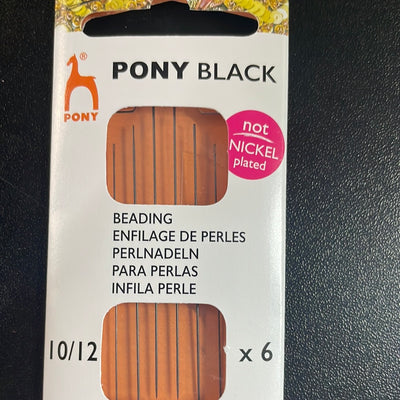 ®
PONY
PONY BLACK
not
NICKEL
plated
BEADING
ENFILAGE DE PERLES
PERLNADELN
PARA PERLAS
INFILA PERLE
10/12
x 6